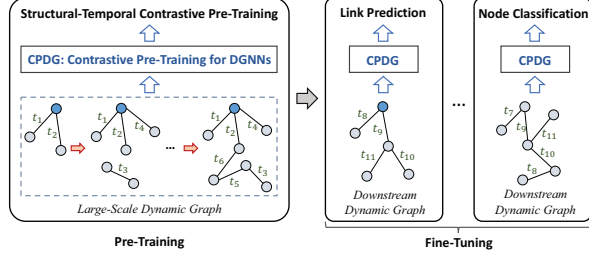 Structural-Temporal Contrastive Pre-Training
CPDG: Contrastive Pre-Training for DGNNs
t₁
t₂
t₁
t₂
t₄
t₃
...
t₁
t₂
t₄
t₆
t₅
t₃
Large-Scale Dynamic Graph
Pre-Training
Link Prediction
CPDG
t₈
t₉
t₁₁
t₁₀
Downstream
Dynamic Graph
...
Node Classification
CPDG
t₇
t₉
t₁₁
t₁₀
t₈
Downstream
Dynamic Graph
Fine-Tuning